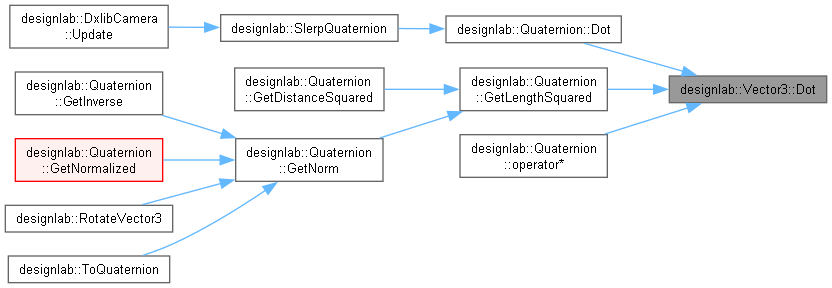 designlab::DxlibCamera
::Update
designlab::SlerpQuaternion
designlab::Quaternion::Dot
designlab::Quaternion
::GetInverse
designlab::Quaternion
::GetDistanceSquared
designlab::Quaternion
::GetLengthSquared
designlab::Vector3::Dot
designlab::Quaternion
::GetNormalized
designlab::Quaternion
::GetNorm
designlab::Quaternion
::operator*
designlab::RotateVector3
designlab::ToQuaternion